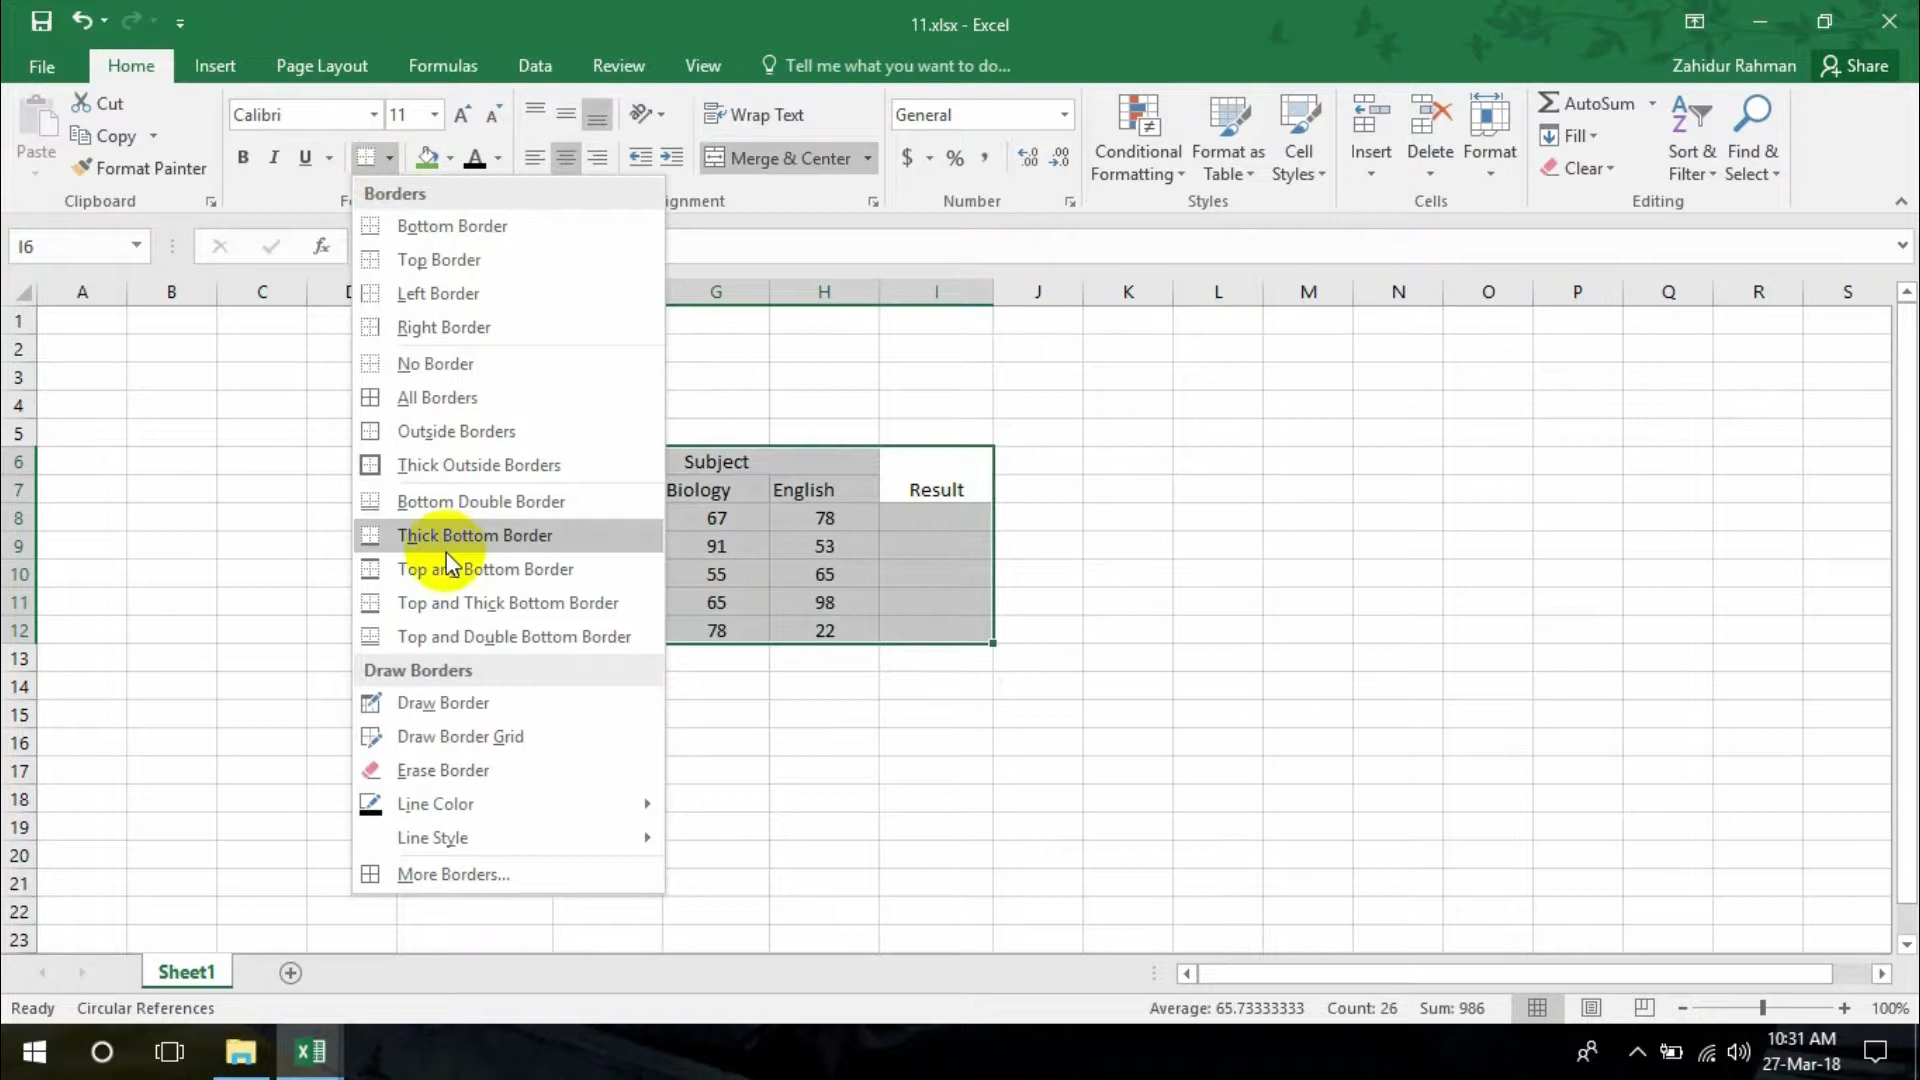 11.xlsx - Excel
File
Home
Insert
Page Layout
Formulas
Data
Review
View
Tell me what you want to do...
Zahidur Rahman
Share
Paste
Cut
Copy
Format Painter
Clipboard
Calibri
11
B I U
A
Wrap Text
Merge & Center
General
$ % ,
Number
Conditional Formatting
Format as Table
Cell Styles
Styles
Insert
Delete
Format
Cells
AutoSum
Fill
Clear
Sort & Filter
Find & Select
Editing
I6
fx
Borders
Bottom Border
Top Border
Left Border
Right Border
No Border
All Borders
Outside Borders
Thick Outside Borders
Bottom Double Border
Thick Bottom Border
Top and Bottom Border
Top and Thick Bottom Border
Top and Double Bottom Border
Draw Borders
Draw Border
Draw Border Grid
Erase Border
Line Color
Line Style
More Borders...
A B C G H I J K L M N O P Q R S
1
2
3
4
5
6 Subject
7 Biology English Result
8 67 78
9 91 53
10 55 65
11 65 98
12 78 22
13
14
15
16
17
18
19
20
21
22
23
Sheet1
Ready
Circular References
Average: 65.73333333
Count: 26
Sum: 986
100%
10:31 AM
27-Mar-18